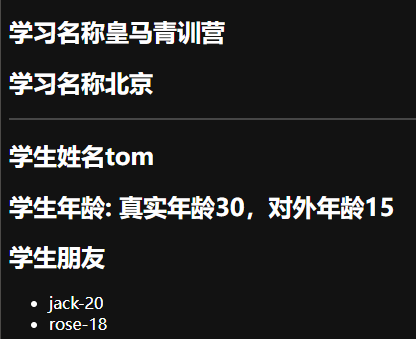 学习名称皇马青训营
学习名称北京
学生姓名tom
学生年龄: 真实年龄30，对外年龄15
学生朋友
jack-20
rose-18